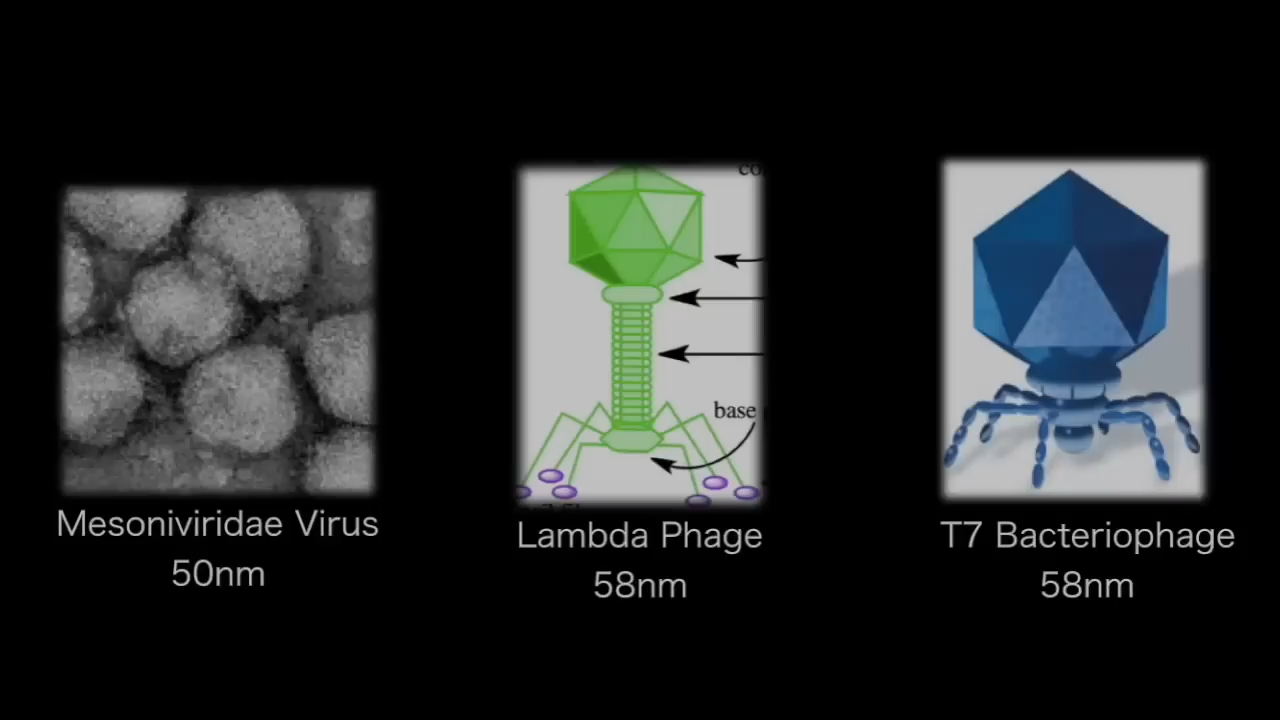 base
Mesoniviridae Virus
50nm
Lambda Phage
58nm
T7 Bacteriophage
58nm